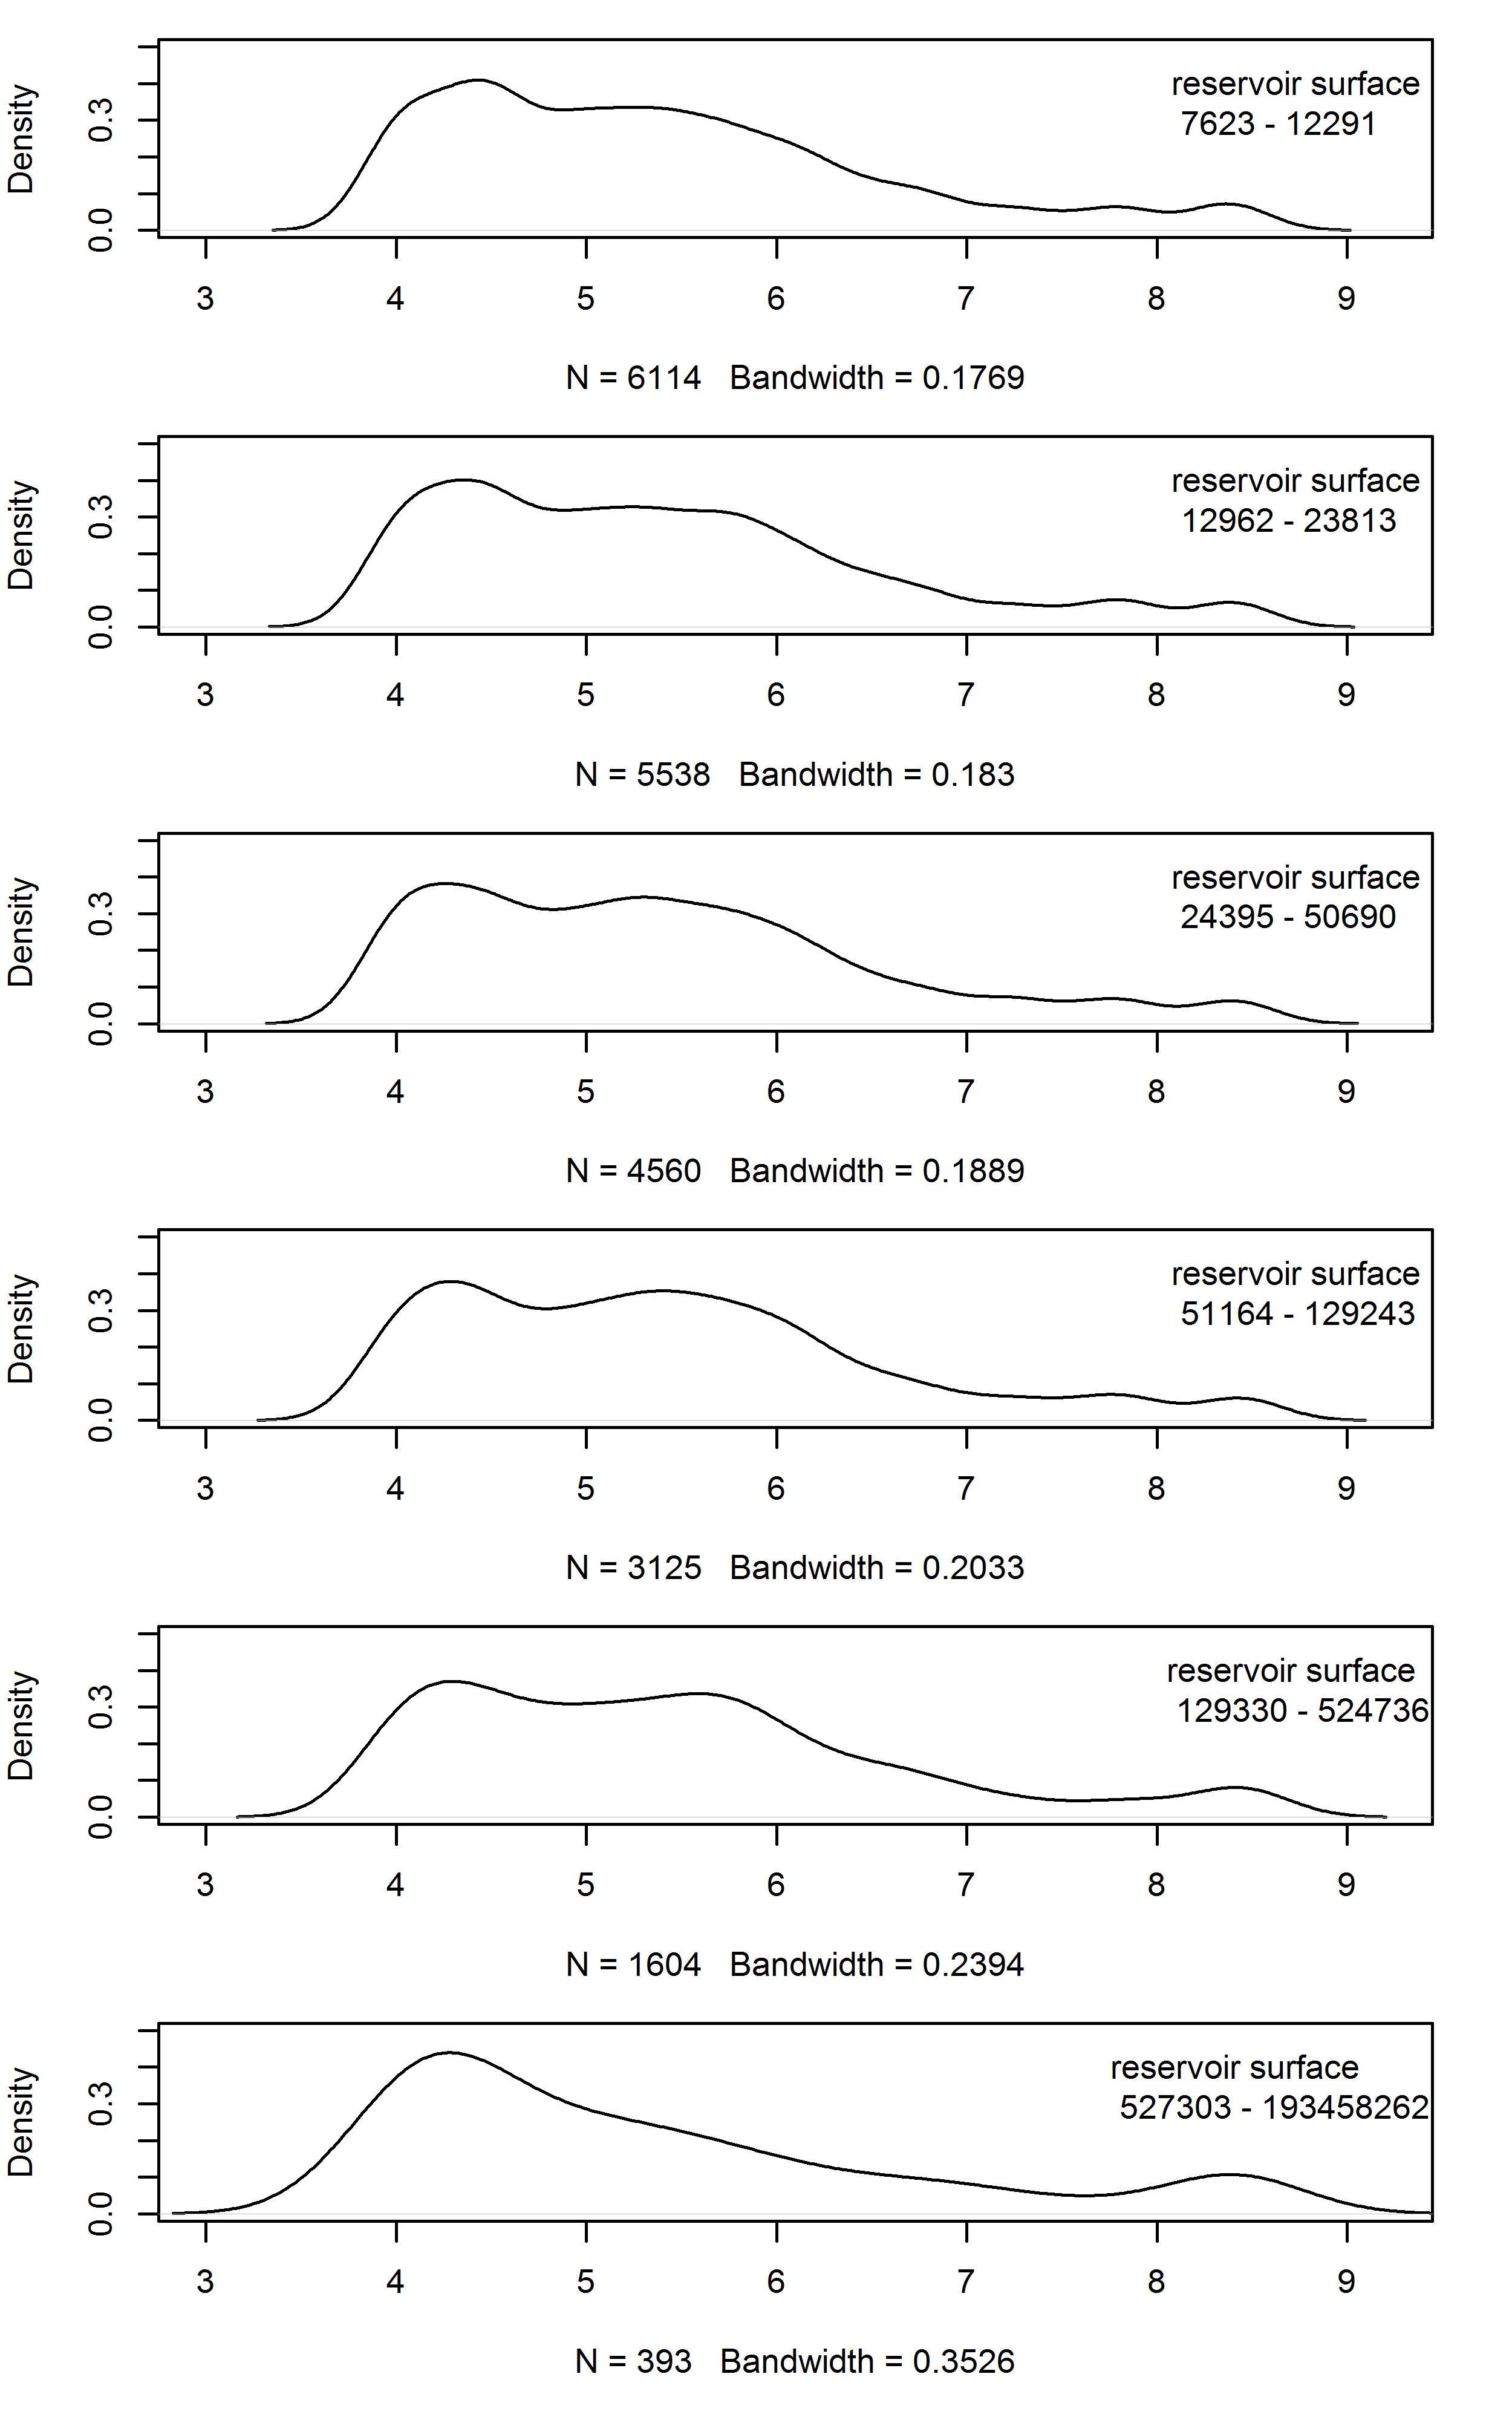 Density
0.0 0.3
reservoir surface
7623 - 12291
3 4 5 6 7 8 9
N = 6114 Bandwidth = 0.1769
Density
0.0 0.3
reservoir surface
12962 - 23813
3 4 5 6 7 8 9
N = 5538 Bandwidth = 0.183
Density
0.0 0.3
reservoir surface
24395 - 50690
3 4 5 6 7 8 9
N = 4560 Bandwidth = 0.1889
Density
0.0 0.3
reservoir surface
51164 - 129243
3 4 5 6 7 8 9
N = 3125 Bandwidth = 0.2033
Density
0.0 0.3
reservoir surface
129330 - 524736
3 4 5 6 7 8 9
N = 1604 Bandwidth = 0.2394
Density
0.0 0.3
reservoir surface
527303 - 193458262
3 4 5 6 7 8 9
N = 393 Bandwidth = 0.3526